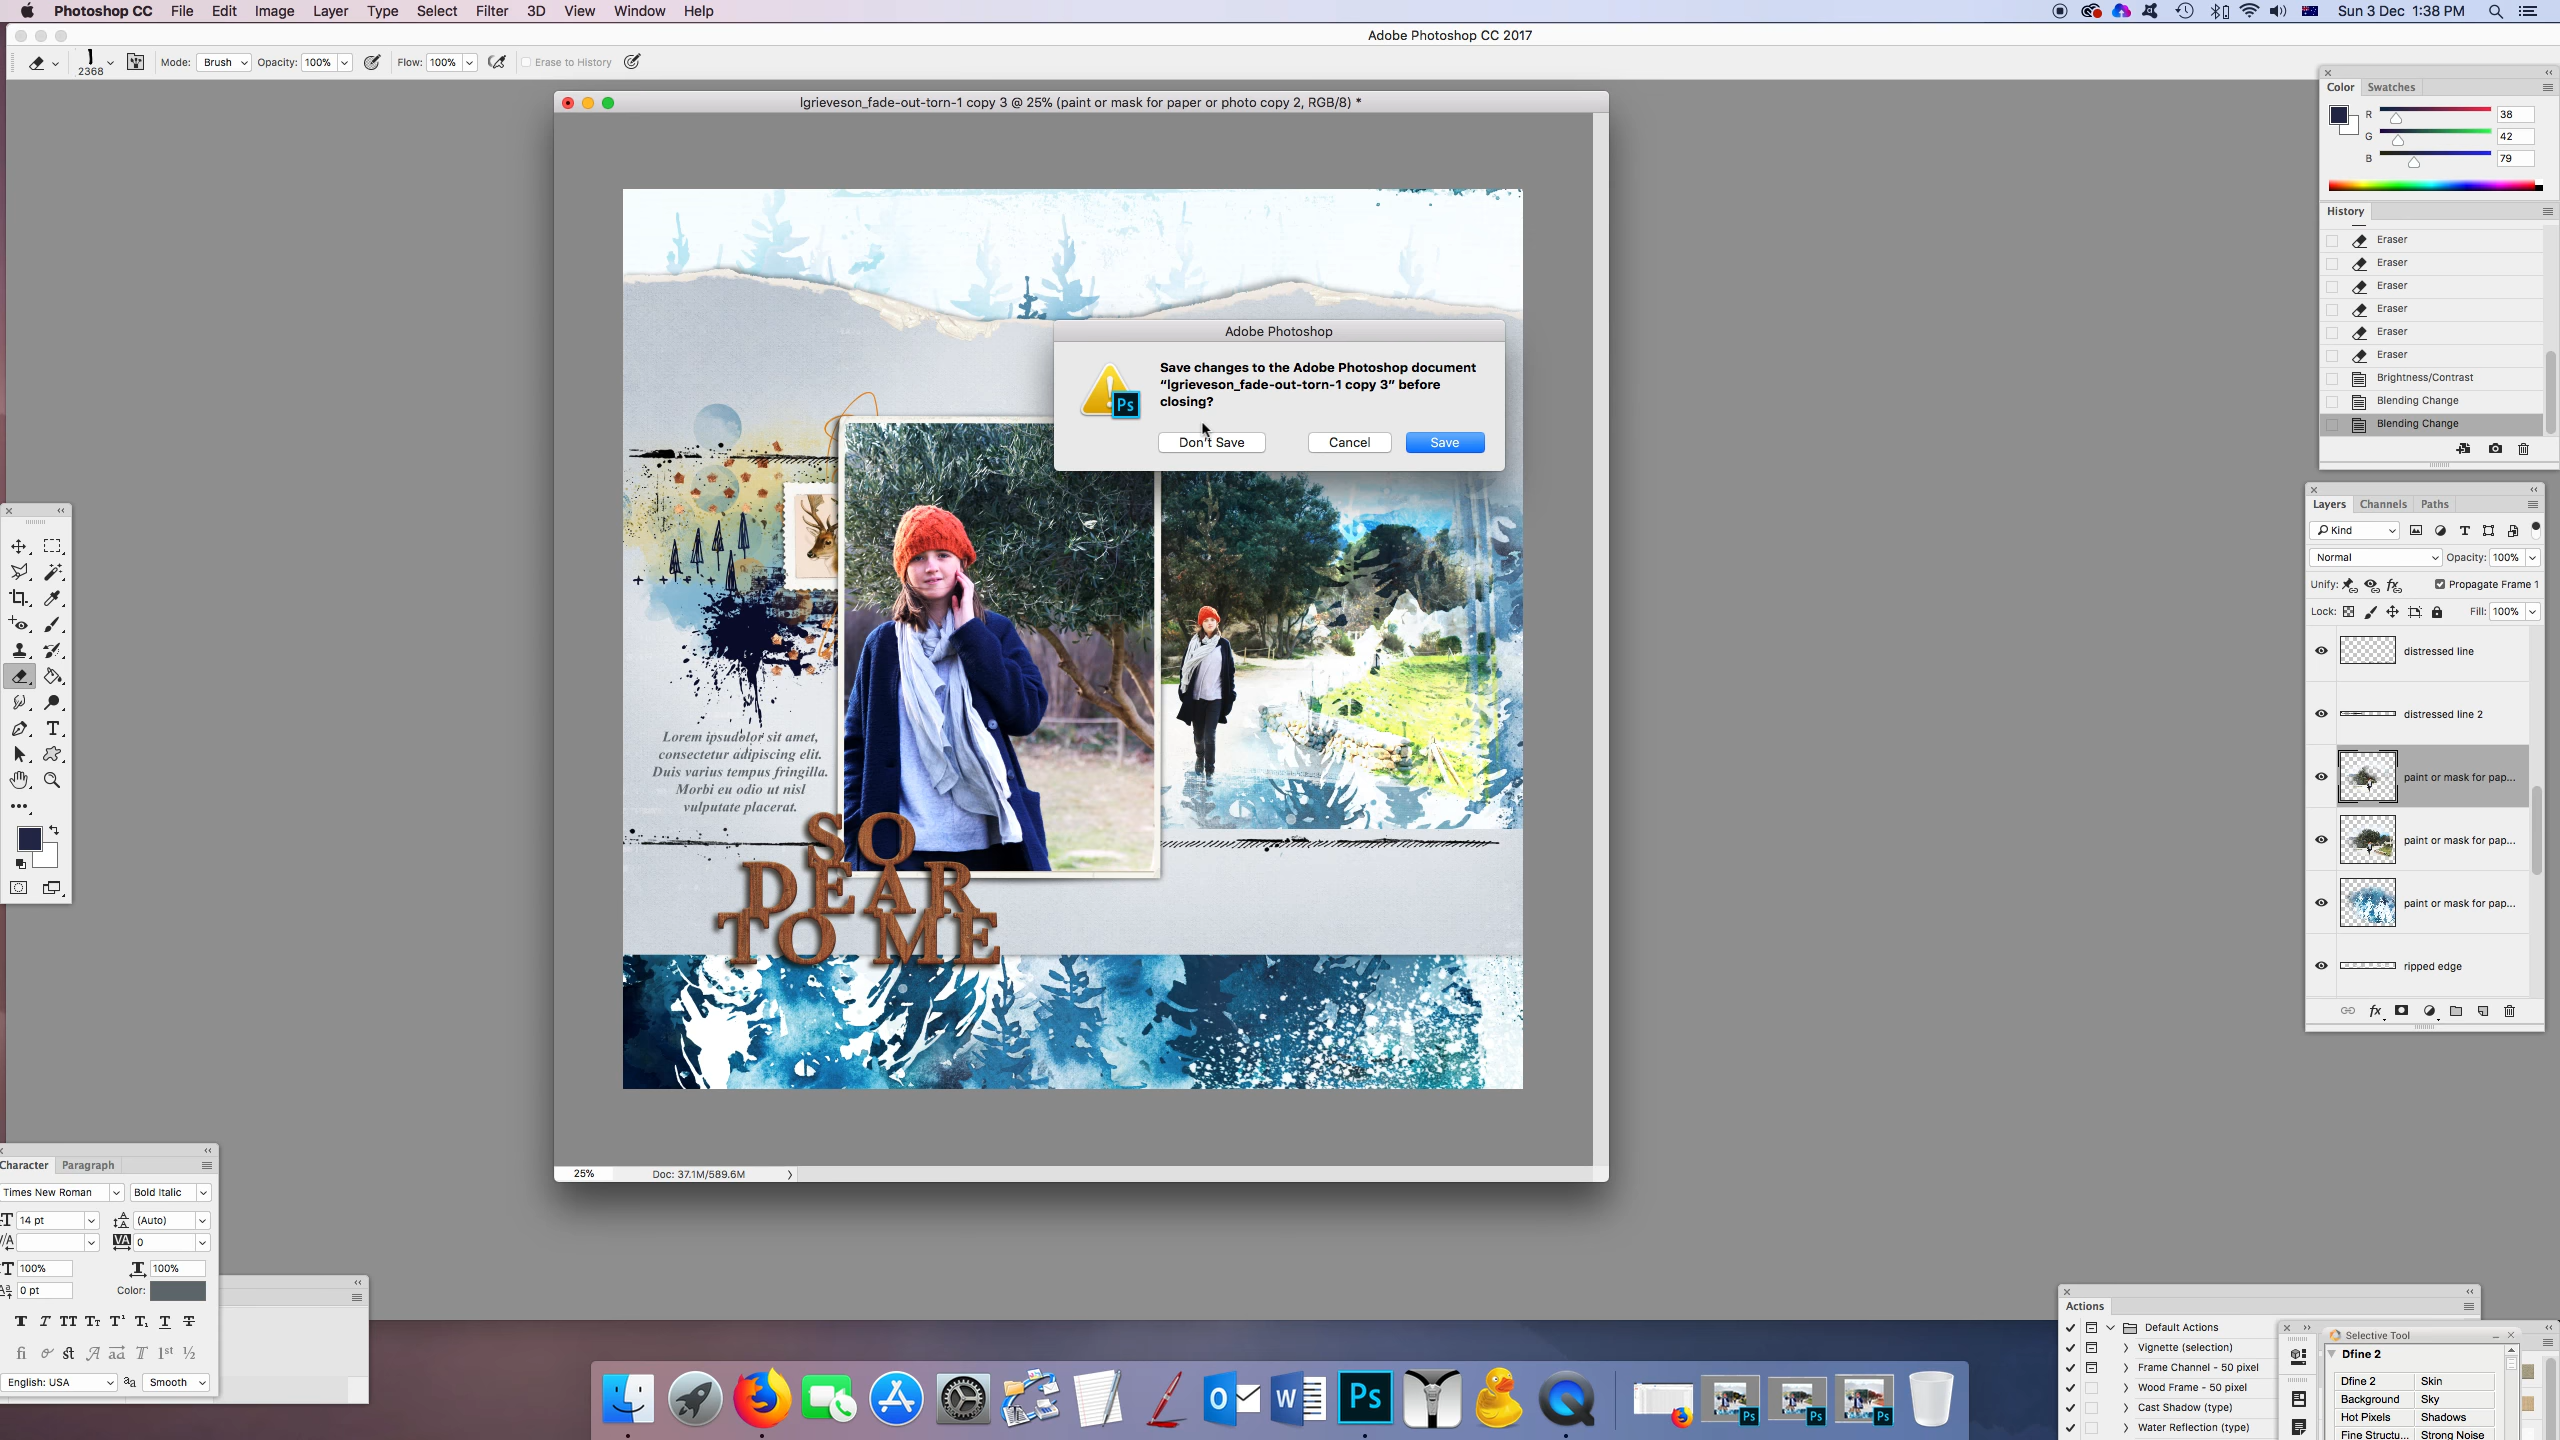 Photoshop CC File Edit Image Layer Type Select Filter 3D View Window Help
Sun 3 Dec 1:38 PM
Adobe Photoshop CC 2017
2368 Mode: Brush Opacity: 100% Flow: 100% Erase to History
lgrieveson_fade-out-torn-1 copy 3 @ 25% (paint or mask for paper or photo copy 2, RGB/8) *
Adobe Photoshop
Save changes to the Adobe Photoshop document
“lgrieveson_fade-out-torn-1 copy 3” before
closing?
Don't Save Cancel Save
Lorem ipsudolor sit amet,
consectetur adipiscing elit.
Duis varius tempus fringilla.
Morbi eu odio ut nisl
vulputate placerat.
SO
DEAR
TO ME
25% Doc: 37.1M/589.6M
Color Swatches
R 38
G 42
B 79
History
Eraser
Eraser
Eraser
Eraser
Eraser
Eraser
Brightness/Contrast
Blending Change
Blending Change
Layers Channels Paths
Kind
Normal Opacity: 100%
Unify: Propagate Frame 1
Lock: Fill: 100%
distressed line
distressed line 2
paint or mask for pap...
paint or mask for pap...
paint or mask for pap...
ripped edge
Character Paragraph
Times New Roman Bold Italic
14 pt (Auto)
0
100% 100%
0 pt Color:
English: USA Smooth
Actions
Default Actions
Vignette (selection)
Frame Channel - 50 pixel
Wood Frame - 50 pixel
Cast Shadow (type)
Water Reflection (type)
Selective Tool
Dfine 2
Dfine 2 Skin
Background Sky
Hot Pixels Shadows
Fine Structu... Strong Noise